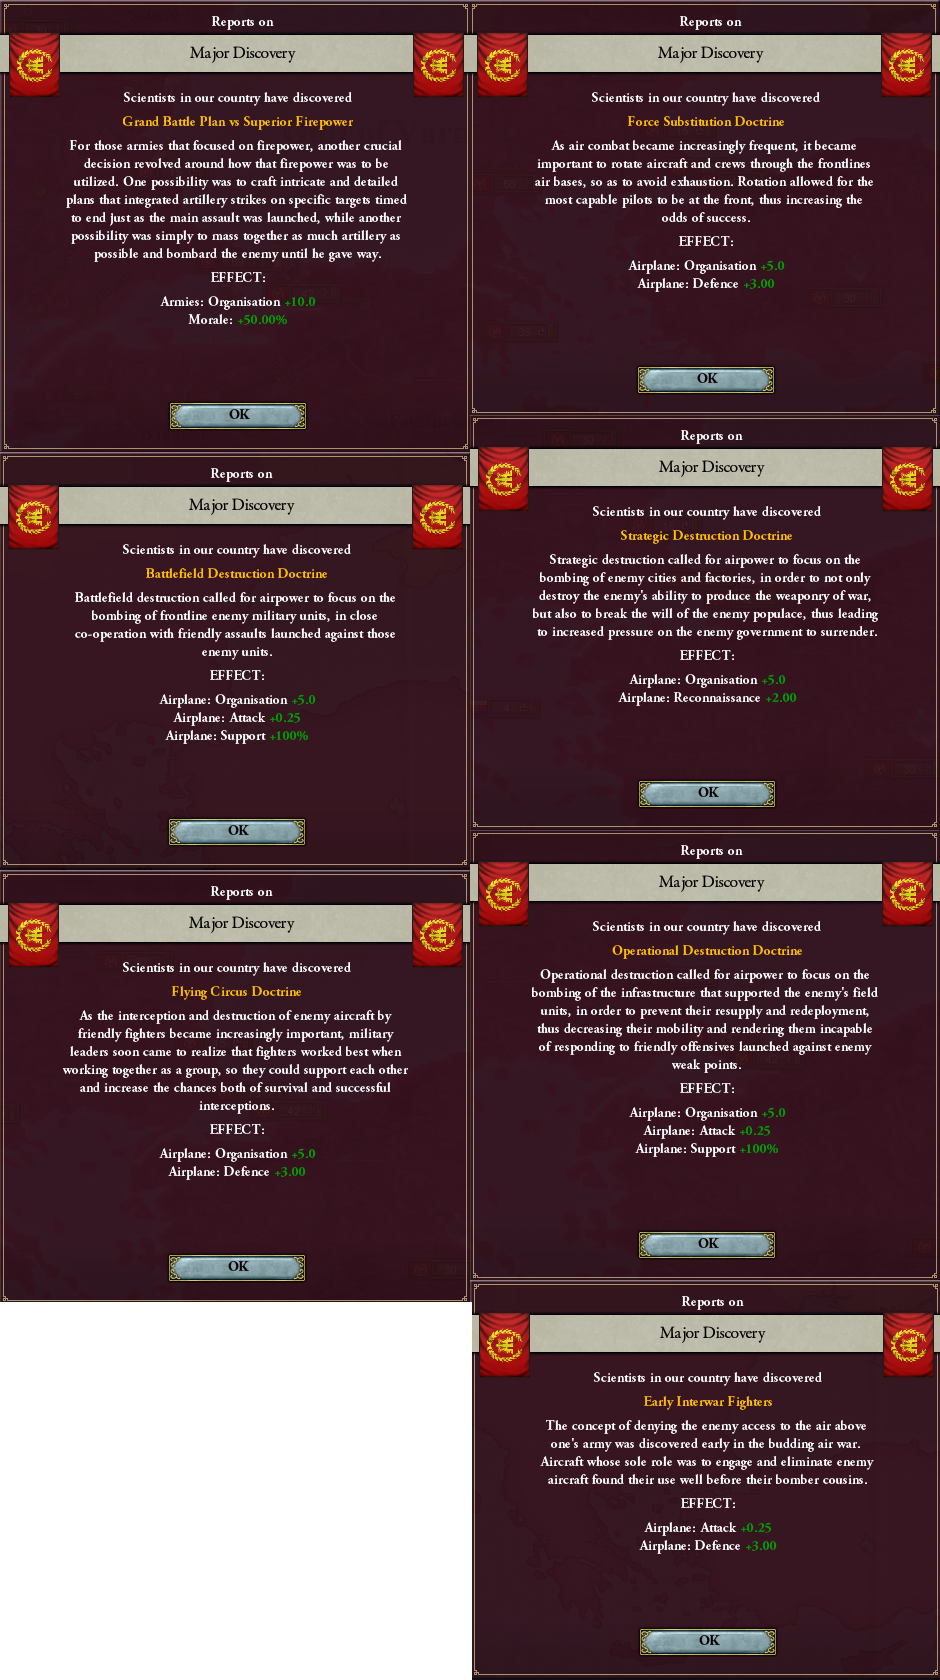 Reports on
Major Discovery
Scientists in our country have discovered
Grand Battle Plan vs Superior Firepower
For those armies that focused on firepower, another crucial
decision revolved around how that firepower was to be
utilized. One possibility was to craft intricate and detailed
plans that integrated artillery strikes on specific targets timed
to end just as the main assault was launched, while another
possibility was simply to mass together as much artillery as
possible and bombard the enemy until he gave way.
EFFECT:
Armies: Organisation +10.0
Morale: +50.00%
OK
Reports on
Major Discovery
Scientists in our country have discovered
Battlefield Destruction Doctrine
Battlefield destruction called for airpower to focus on the
bombing of frontline enemy military units, in close
co-operation with friendly assaults launched against those
enemy units.
EFFECT:
Airplane: Organisation +5.0
Airplane: Attack +0.25
Airplane: Support +100%
OK
Reports on
Major Discovery
Scientists in our country have discovered
Flying Circus Doctrine
As the interception and destruction of enemy aircraft by
friendly fighters became increasingly important, military
leaders soon came to realize that fighters worked best when
working together as a group, so they could support each other
and increase the chances both of survival and successful
interceptions.
EFFECT:
Airplane: Organisation +5.0
Airplane: Defence +3.00
OK
Reports on
Major Discovery
Scientists in our country have discovered
Force Substitution Doctrine
As air combat became increasingly frequent, it became
important to rotate aircraft and crews through the frontlines
air bases, so as to avoid exhaustion. Rotation allowed for the
most capable pilots to be at the front, thus increasing the
odds of success.
EFFECT:
Airplane: Organisation +5.0
Airplane: Defence +3.00
OK
Reports on
Major Discovery
Scientists in our country have discovered
Strategic Destruction Doctrine
Strategic destruction called for airpower to focus on the
bombing of enemy cities and factories, in order to not only
destroy the enemy's ability to produce the weaponry of war,
but also to break the will of the enemy populace, thus leading
to increased pressure on the enemy government to surrender.
EFFECT:
Airplane: Organisation +5.0
Airplane: Reconnaissance +2.00
OK
Reports on
Major Discovery
Scientists in our country have discovered
Operational Destruction Doctrine
Operational destruction called for airpower to focus on the
bombing of the infrastructure that supported the enemy's field
units, in order to prevent their resupply and redeployment,
thus decreasing their mobility and rendering them incapable
of responding to friendly offensives launched against enemy
weak points.
EFFECT:
Airplane: Organisation +5.0
Airplane: Attack +0.25
Airplane: Support +100%
OK
Reports on
Major Discovery
Scientists in our country have discovered
Early Interwar Fighters
The concept of denying the enemy access to the air above
one's army was discovered early in the budding air war.
Aircraft whose sole role was to engage and eliminate enemy
aircraft found their use well before their bomber cousins.
EFFECT:
Airplane: Attack +0.25
Airplane: Defence +3.00
OK